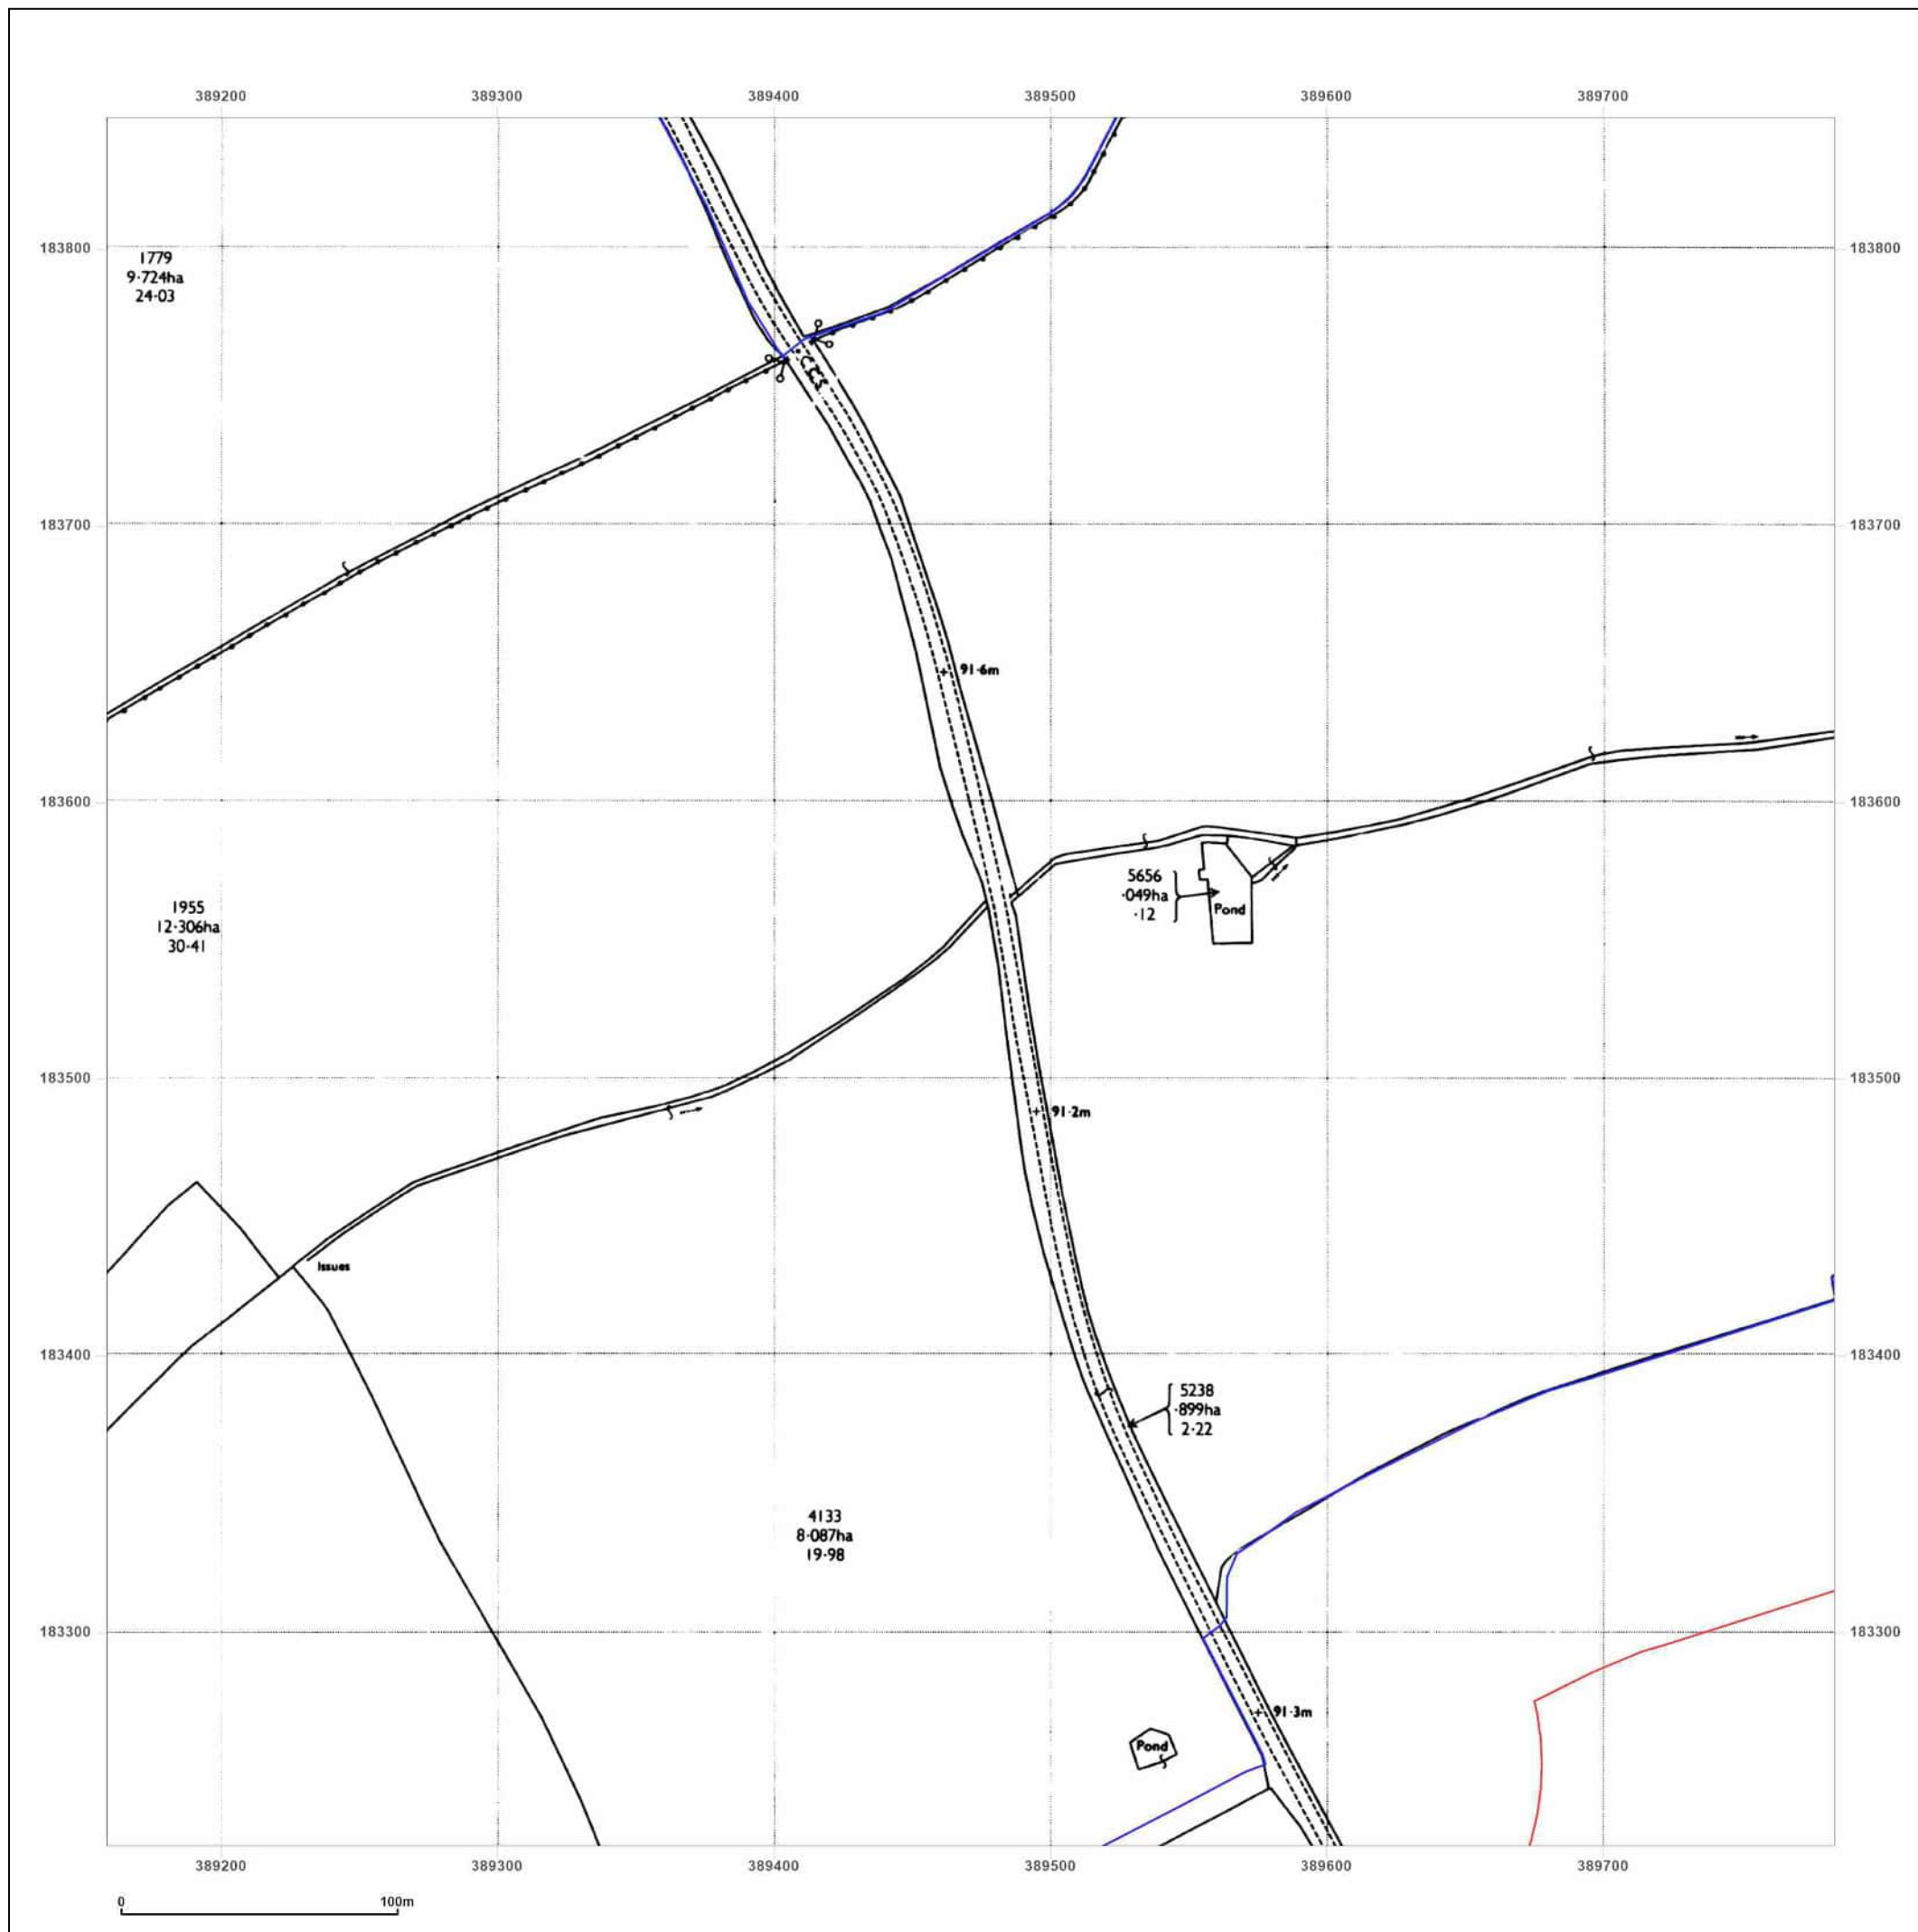 389200 389300 389400 389500 389600 389700
183800 183800
1779
9·724ha
24·03
CS
183700 183700
91·6m
183600 183600
5656
·049ha
·12
Pond
1955
12·306ha
30·41
183500 183500
91·2m
Issues
183400 183400
5238
·899ha
2·22
4133
8·087ha
19·98
183300 183300
91·3m
Pond
389200 389300 389400 389500 389600 389700
0 100m